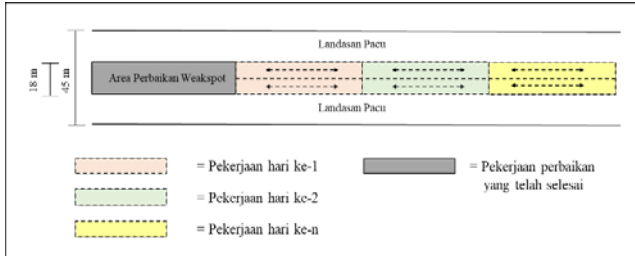 Landasan Pacu
18 m
45 m
Area Perbaikan Weakspot
Landasan Pacu
= Pekerjaan hari ke-1
= Pekerjaan perbaikan
yang telah selesai
= Pekerjaan hari ke-2
= Pekerjaan hari ke-n